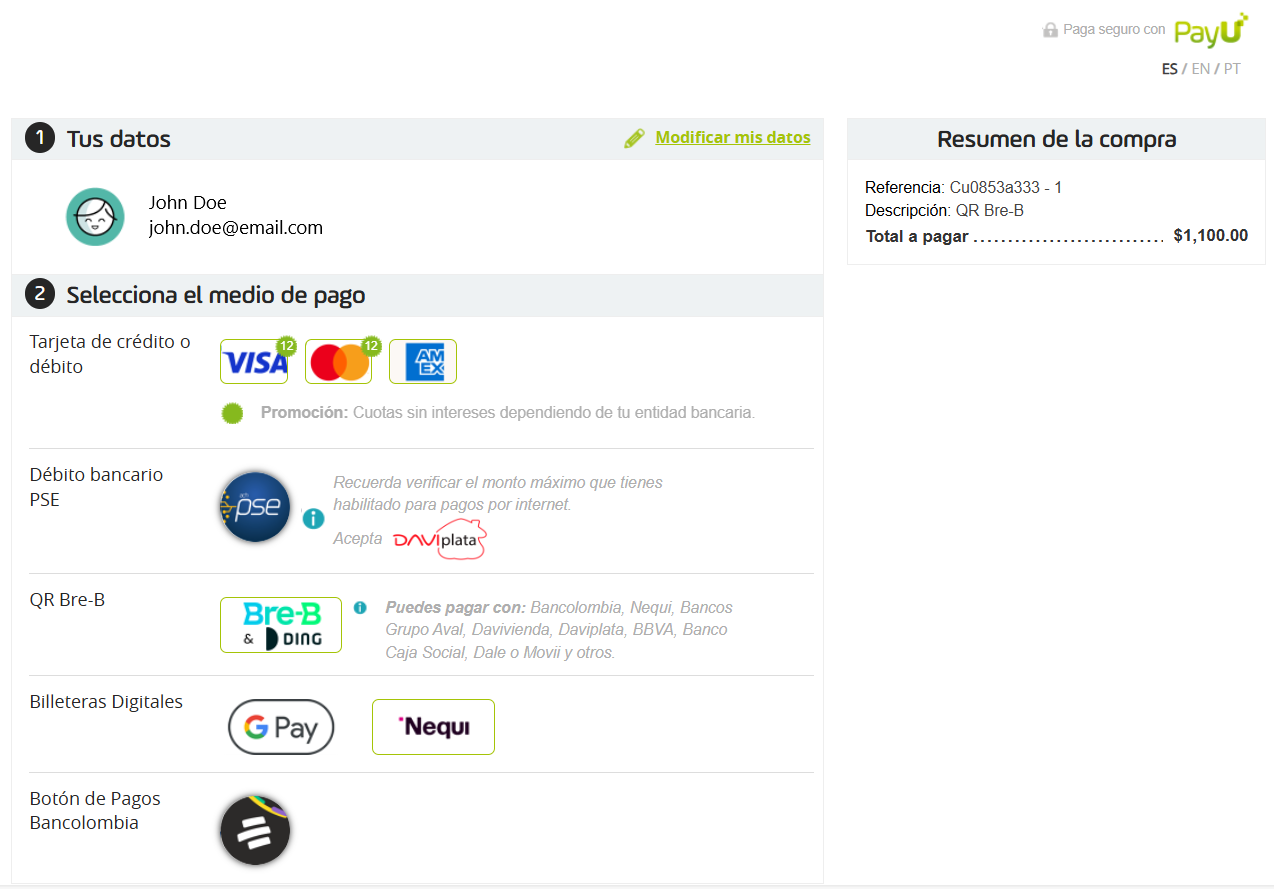 Paga seguro con PayU
ES / EN / PT
1 Tus datos
Modificar mis datos
John Doe
john.doe@email.com
Resumen de la compra
Referencia: Cu0853a333 - 1
Descripción: QR Bre-B
Total a pagar ............................ $1,100.00
2 Selecciona el medio de pago
Tarjeta de crédito o
débito
VISA 12
12
AM
EX
Promoción: Cuotas sin intereses dependiendo de tu entidad bancaria.
Débito bancario
PSE
pse
Recuerda verificar el monto máximo que tienes
habilitado para pagos por internet.
Acepta DAVIplata
QR Bre-B
Bre-B
& DING
Puedes pagar con: Bancolombia, Nequi, Bancos
Grupo Aval, Davivienda, Daviplata, BBVA, Banco
Caja Social, Dale o Movii y otros.
Billeteras Digitales
G Pay
Nequi
Botón de Pagos
Bancolombia